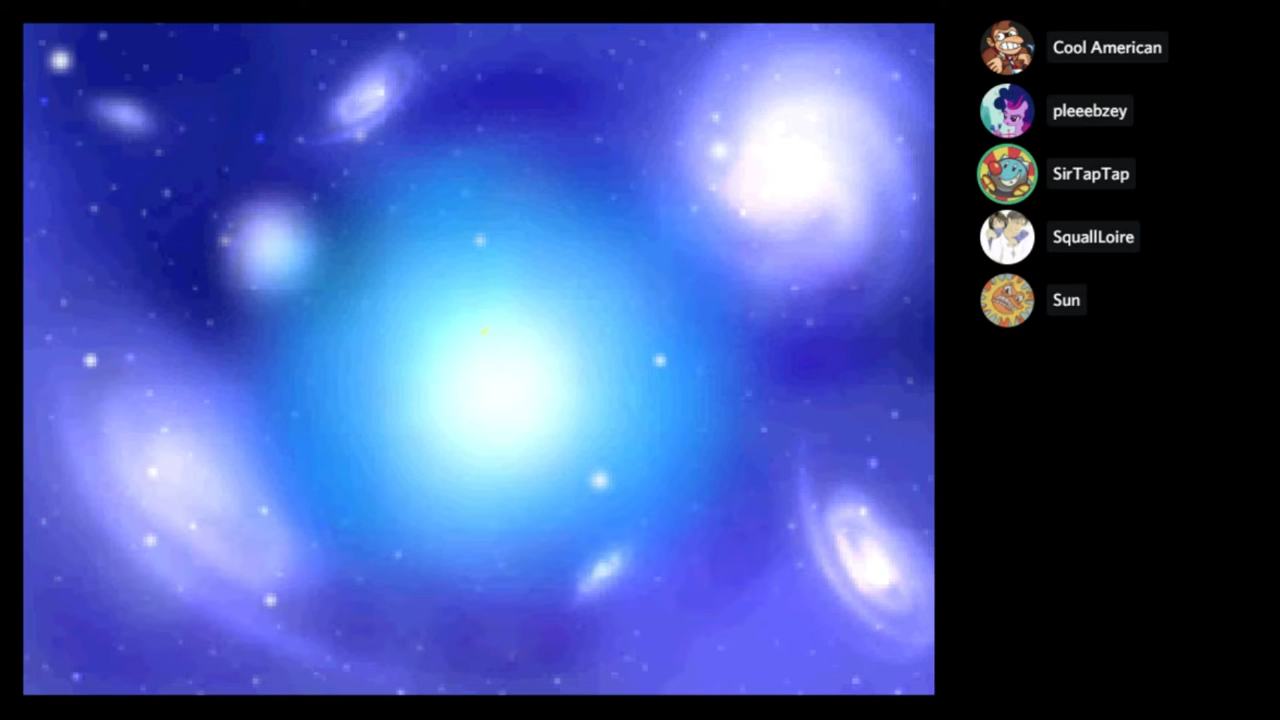 Cool American
pleeebzey
SirTapTap
SquallLoire
Sun